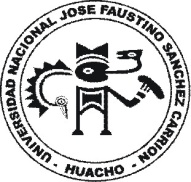 UNIVERSIDAD NACIONAL JOSE FAUSTINO SANCHEZ CARRION
- HUACHO -